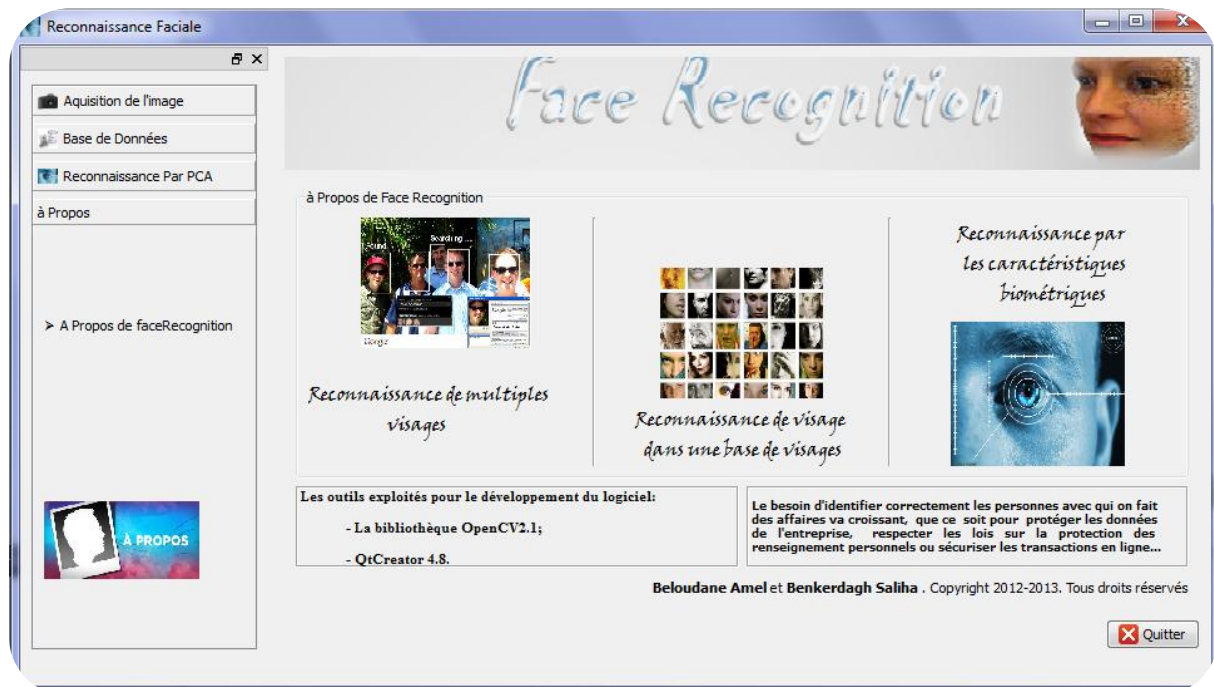 Reconnaissance Faciale
Aquisition de l'image
Base de Données
Reconnaissance Par PCA
à Propos
➢ A Propos de faceRecognition
À PROPOS
Face Recognition
à Propos de Face Recognition
Found
Searching ....
Google
Reconnaissance de multiples
visages
Reconnaissance de visage
dans une base de visages
Reconnaissance par
les caractéristiques
biométriques
Les outils exploités pour le développement du logiciel:
- La bibliothèque OpenCV2.1;
- QtCreator 4.8.
Le besoin d'identifier correctement les personnes avec qui on fait
des affaires va croissant, que ce soit pour protéger les données
de l'entreprise, respecter les lois sur la protection des
renseignement personnels ou sécuriser les transactions en ligne...
Beloudane Amel et Benkerdagh Saliha . Copyright 2012-2013. Tous droits réservés
Quitter